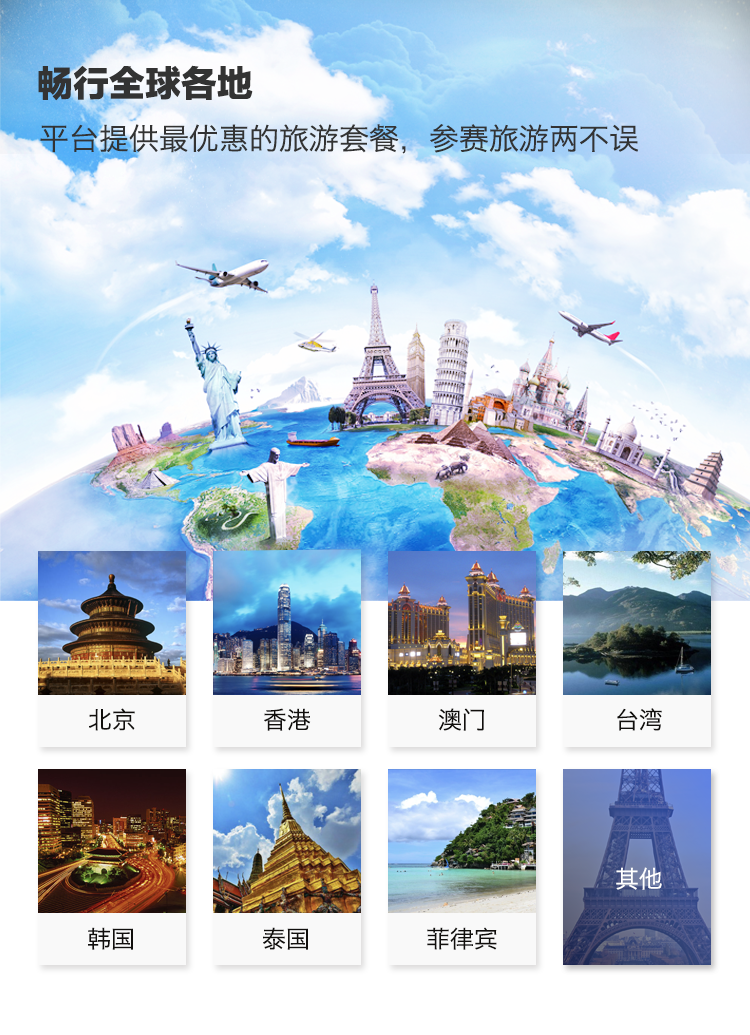 畅行全球各地
平台提供最优惠的旅游套餐，参赛旅游两不误
北京
香港
澳门
台湾
韩国
泰国
菲律宾
其他